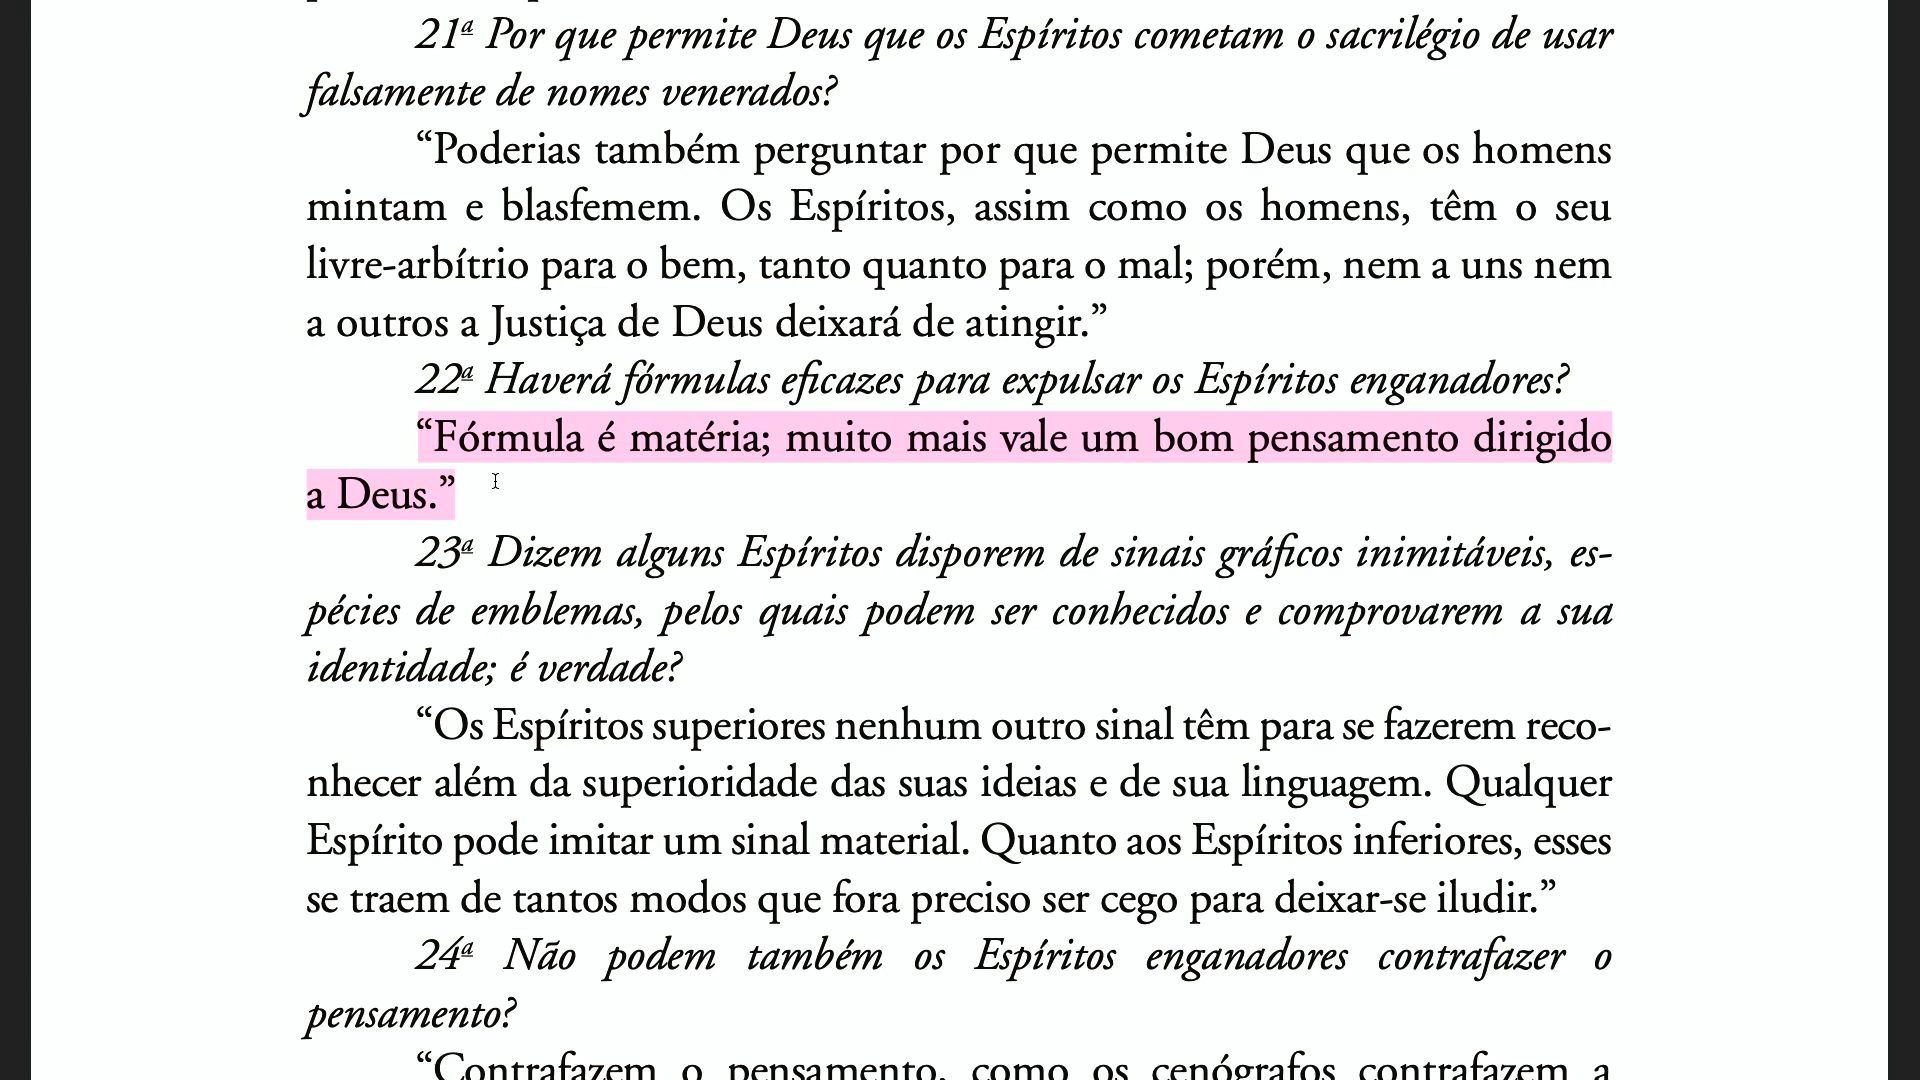 21ª Por que permite Deus que os Espíritos cometam o sacrilégio de usar
falsamente de nomes venerados?
“Poderias também perguntar por que permite Deus que os homens
mintam e blasfemem. Os Espíritos, assim como os homens, têm o seu
livre-arbítrio para o bem, tanto quanto para o mal; porém, nem a uns nem
a outros a Justiça de Deus deixará de atingir.”
22ª Haverá fórmulas eficazes para expulsar os Espíritos enganadores?
“Fórmula é matéria; muito mais vale um bom pensamento dirigido
a Deus.”
23ª Dizem alguns Espíritos disporem de sinais gráficos inimitáveis, es-
pécies de emblemas, pelos quais podem ser conhecidos e comprovarem a sua
identidade; é verdade?
“Os Espíritos superiores nenhum outro sinal têm para se fazerem reco-
nhecer além da superioridade das suas ideias e de sua linguagem. Qualquer
Espírito pode imitar um sinal material. Quanto aos Espíritos inferiores, esses
se traem de tantos modos que fora preciso ser cego para deixar-se iludir.”
24ª Não podem também os Espíritos enganadores contrafazer o
pensamento?
“Contrafazem o pensamento, como os cenógrafos contrafazem a